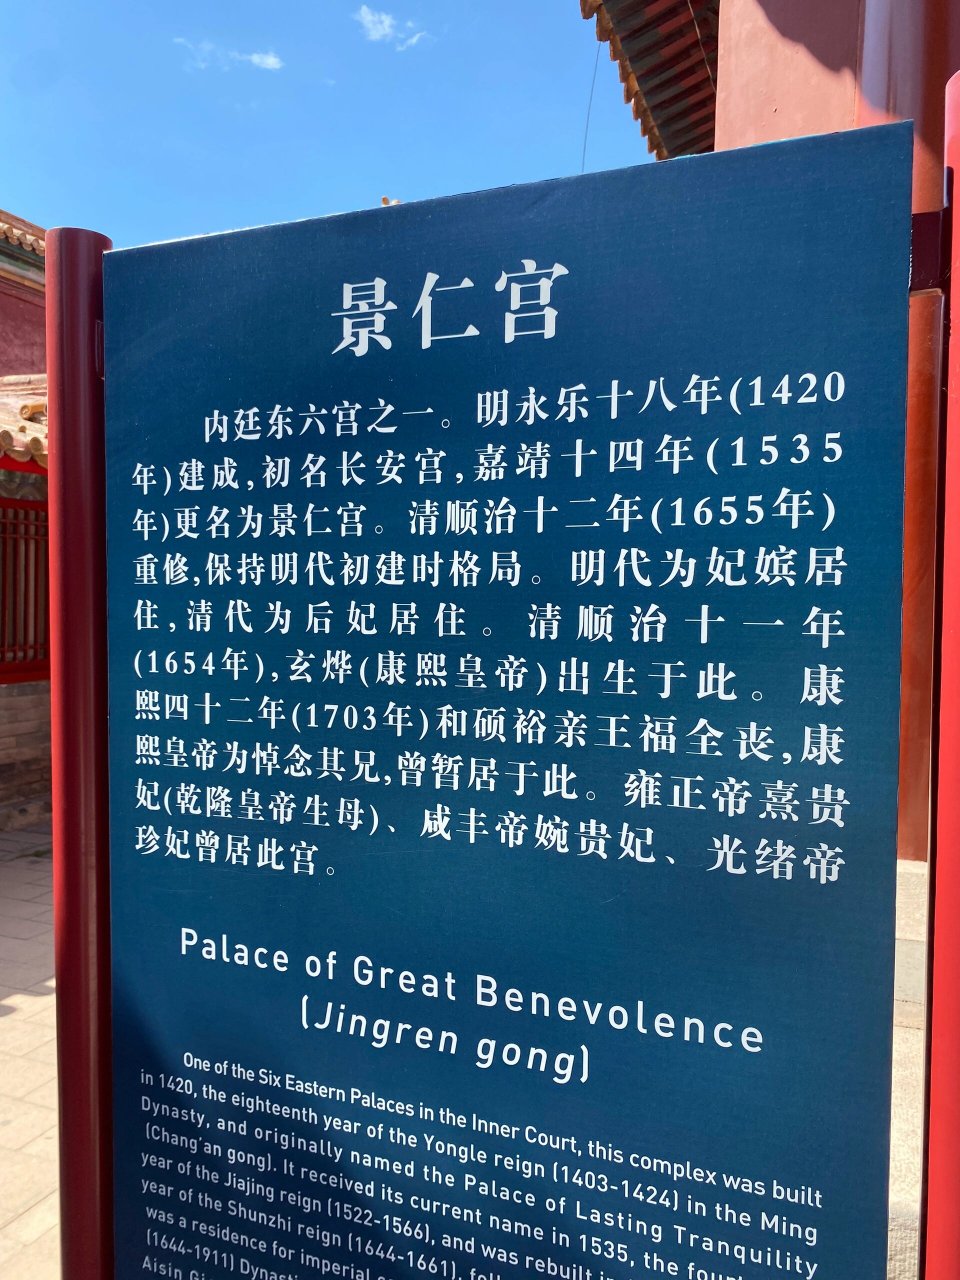 景仁宫
内廷东六宫之一。明永乐十八年(1420
年)建成,初名长安宫,嘉靖十四年(1535
年)更名为景仁宫。清顺治十二年(1655年)
重修,保持明代初建时格局。明代为妃嫔居
住,清代为后妃居住。清顺治十一年
(1654年),玄烨(康熙皇帝)出生于此。康
熙四十二年(1703年)和硕裕亲王福全丧,康
熙皇帝为悼念其兄,曾暂居于此。雍正帝熹贵
妃(乾隆皇帝生母)、咸丰帝婉贵妃、光绪帝
珍妃曾居此宫。
Palace of Great Benevolence
(Jingren gong)
One of the Six Eastern Palaces in the Inner Court, this complex was built
in 1420, the eighteenth year of the Yongle reign (1403-1424) in the Ming
Dynasty, and originally named the Palace of Lasting Tranquility
(Chang'an gong). It received its current name in 1535, the
year of the Jiajing reign (1522-1566), and was rebuilt
year of the Shunzhi reign (1644-1661),
was a residence for imperial
(1644-1911)
Aisin